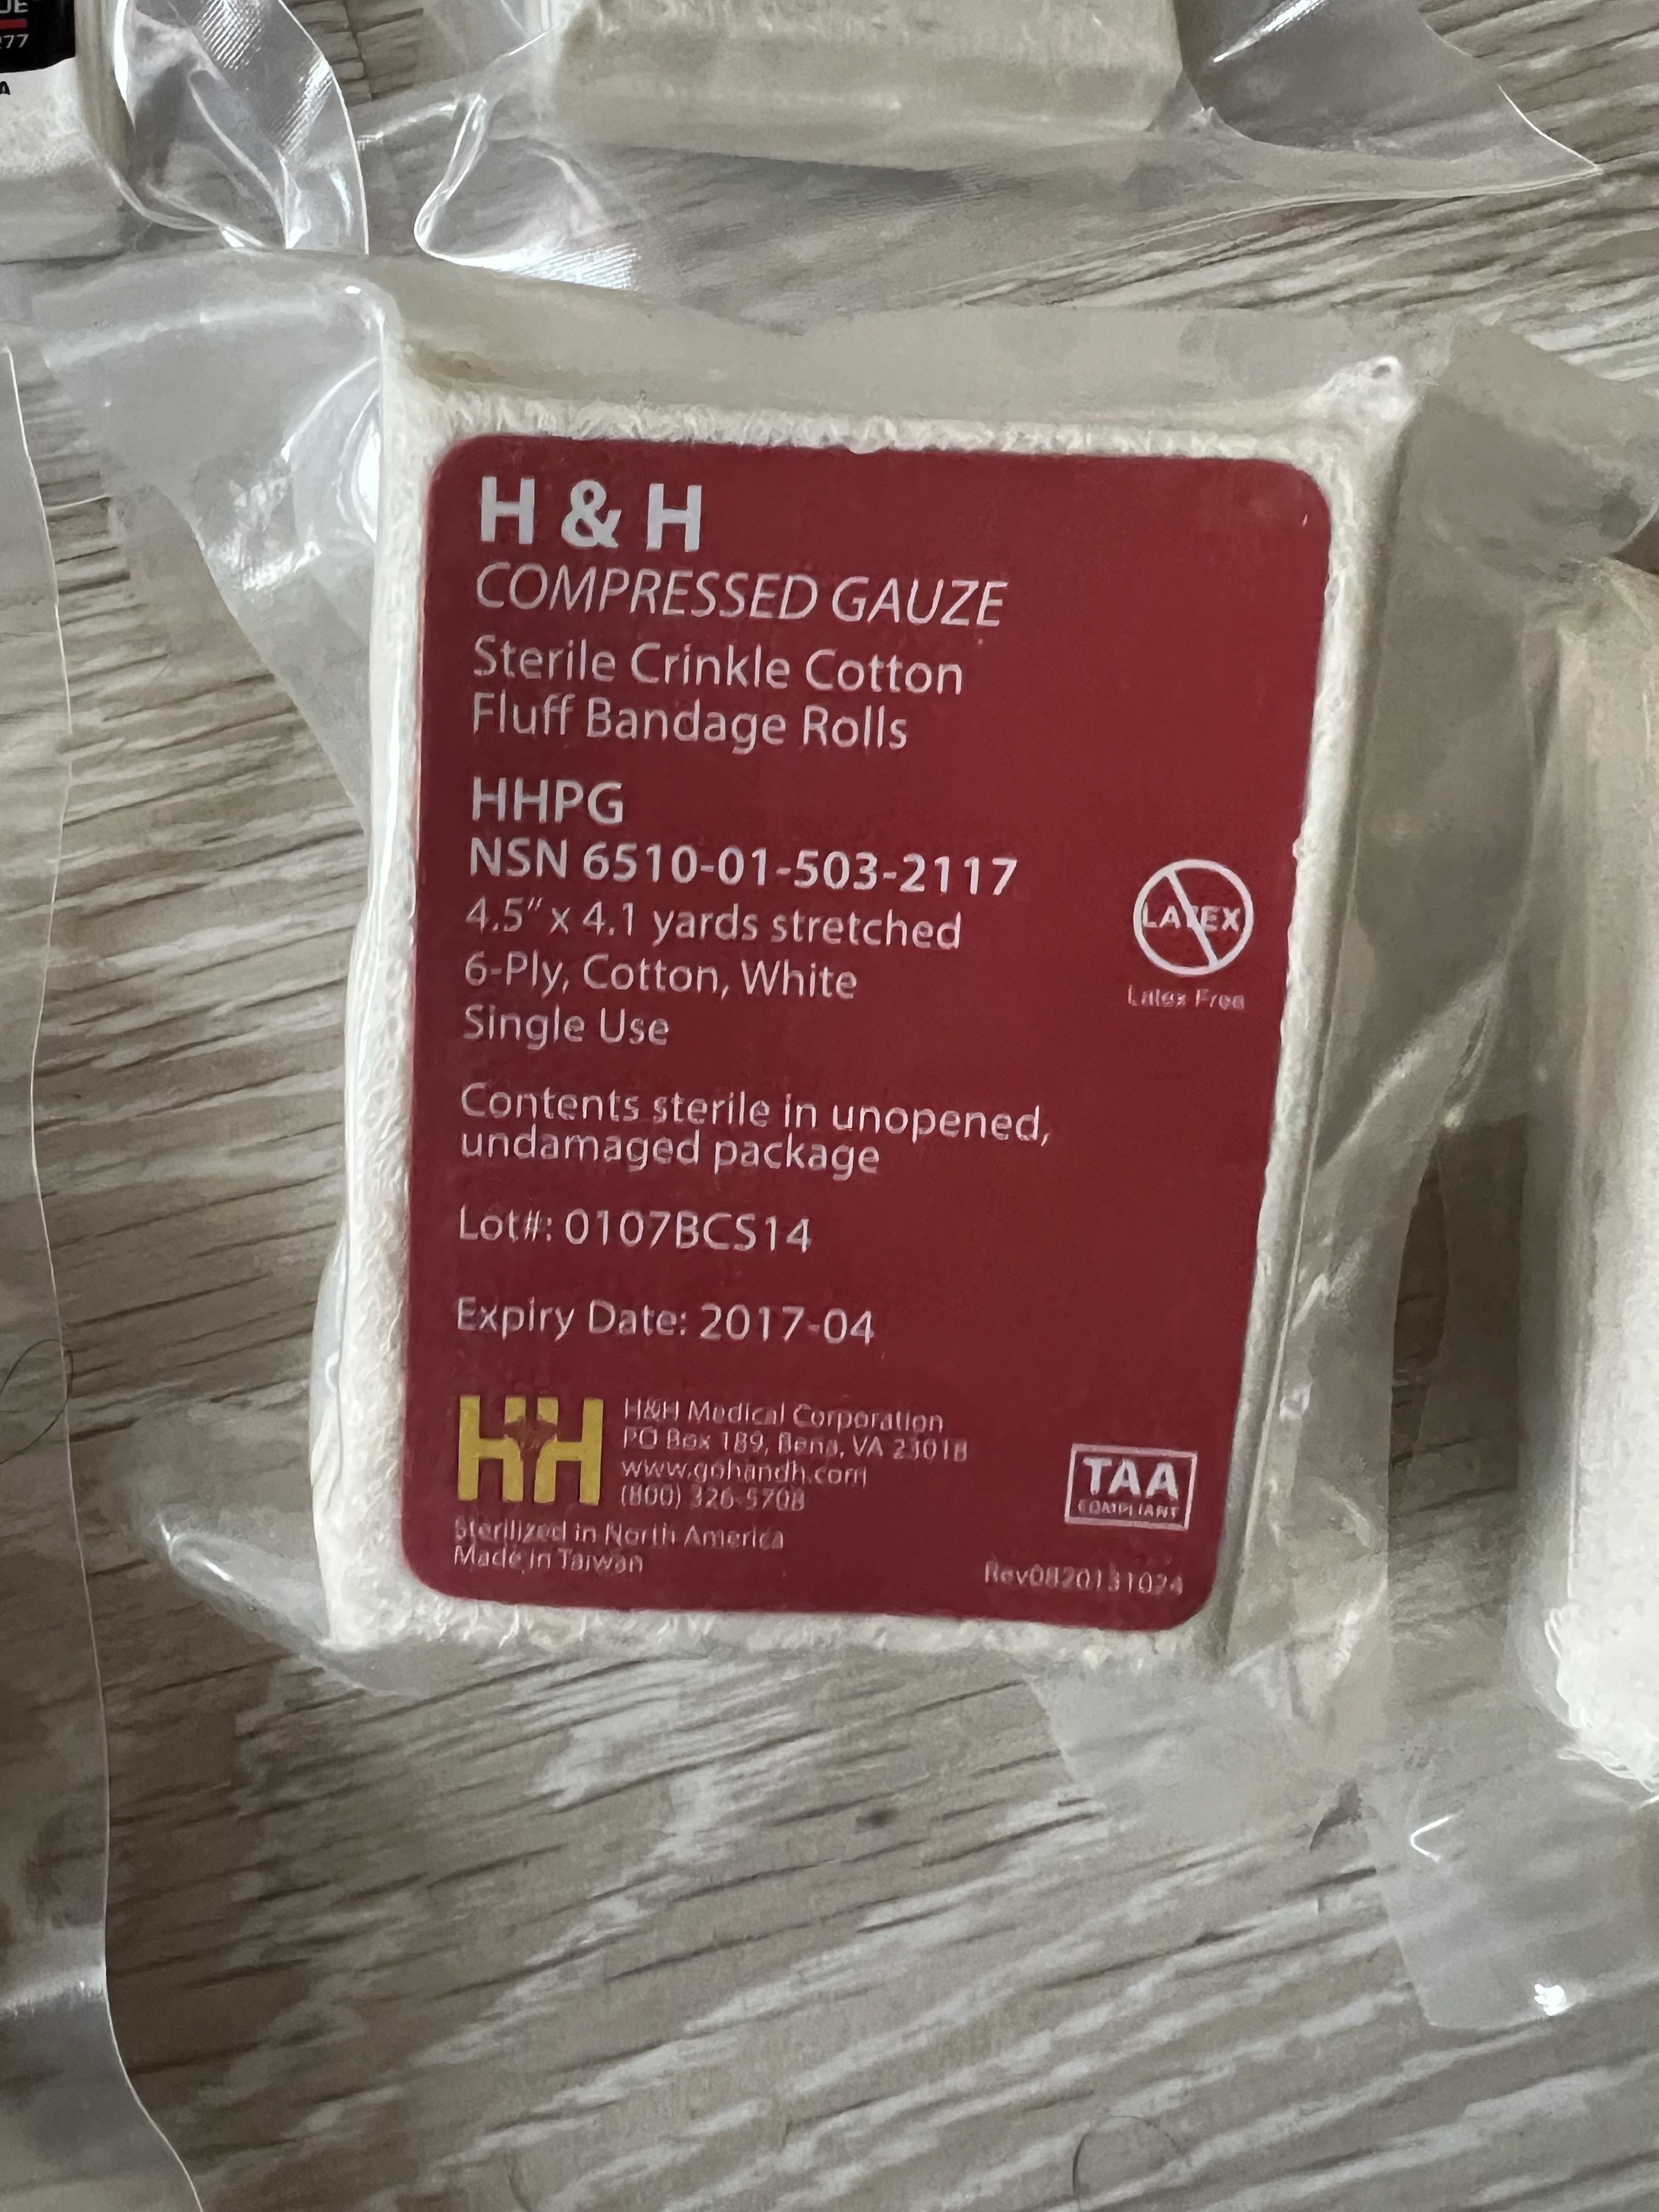 UE
277
A
H & H
COMPRESSED GAUZE
Sterile Crinkle Cotton
Fluff Bandage Rolls
HHPG
NSN 6510-01-503-2117
4.5" x 4.1 yards stretched
6-Ply, Cotton, White
Single Use
LATEX
Latex Free
Contents sterile in unopened,
undamaged package
Lot#: 0107BCS14
Expiry Date: 2017-04
HH
H&H Medical Corporation
PO Box 189, Bena, VA 23018
www.gohandh.com
(800) 326-5708
TAA
COMPLIANT
Sterilized in North America
Made in Taiwan
Rev0820131024